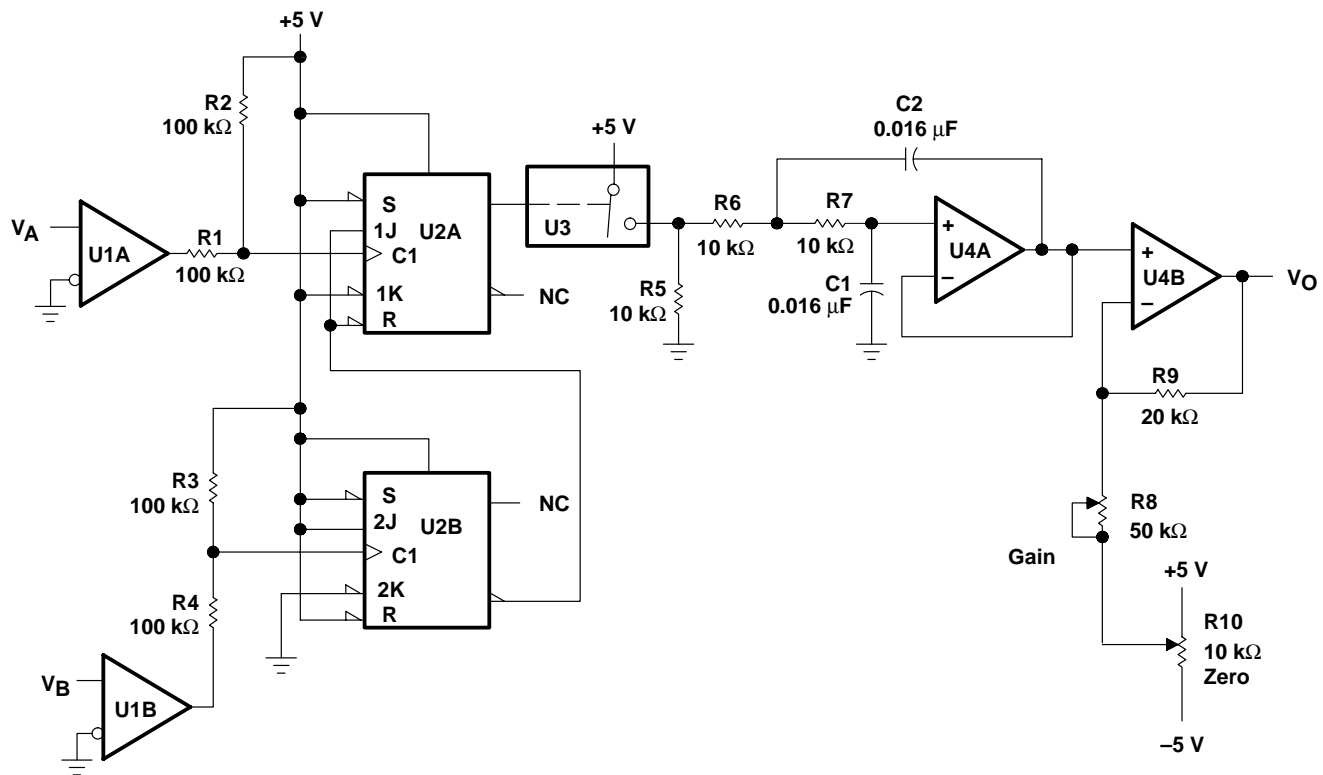 +5 V
R2
100 kΩ
VA
U1A
R1
100 kΩ
S
1J
C1
1K
R
U2A
NC
+5 V
U3
R5
10 kΩ
R6
10 kΩ
R7
10 kΩ
C2
0.016 μF
C1
0.016 μF
+
−
U4A
+
−
U4B
VO
R9
20 kΩ
R8
50 kΩ
Gain
+5 V
R10
10 kΩ
Zero
–5 V
R3
100 kΩ
R4
100 kΩ
S
2J
C1
2K
R
U2B
NC
VB
U1B